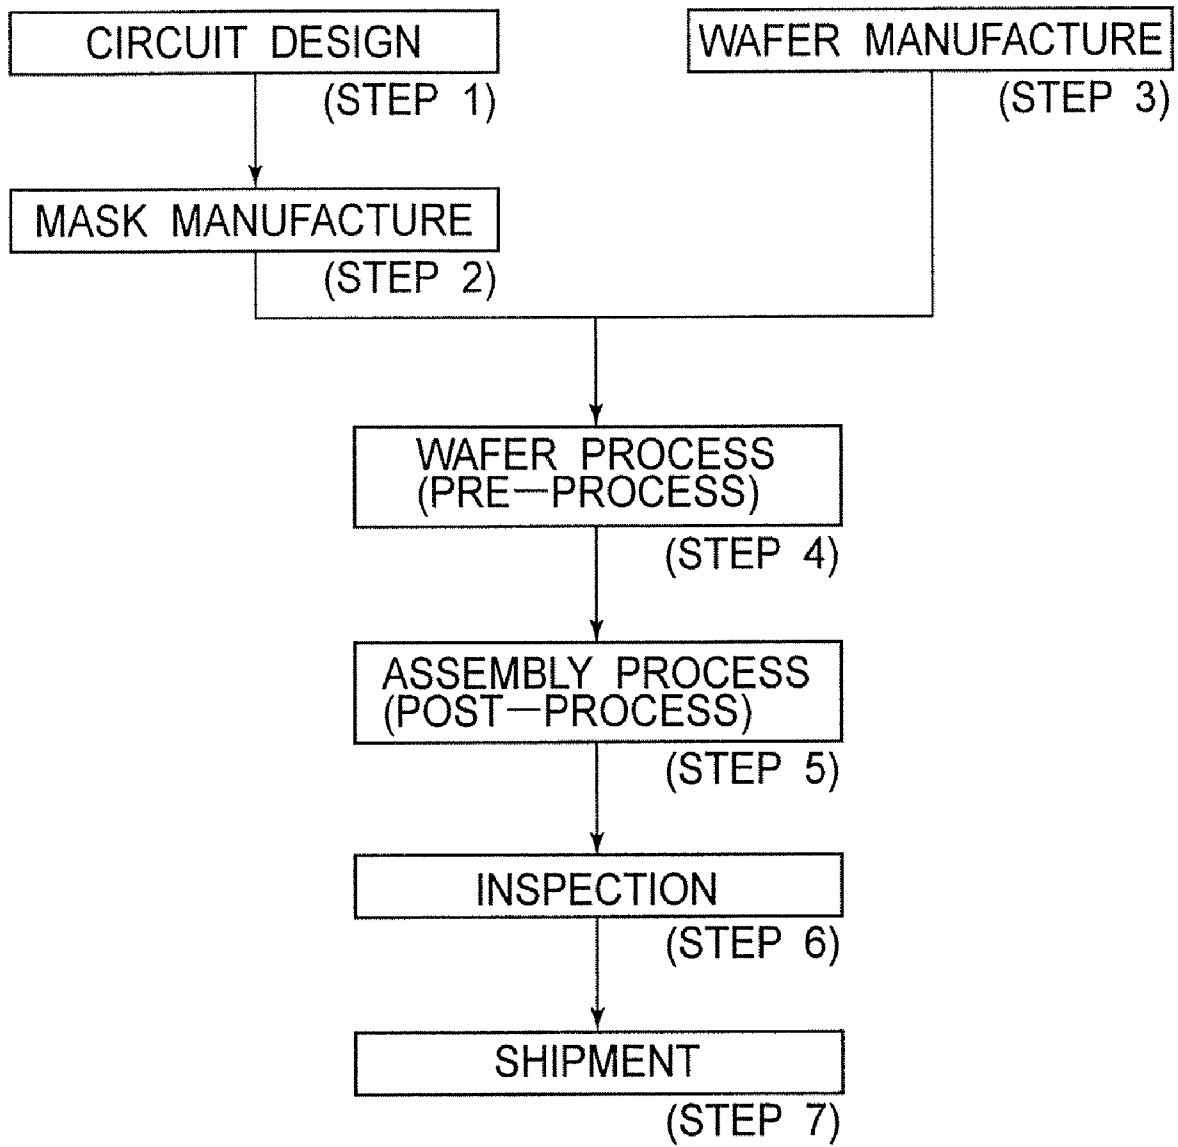 CIRCUIT DESIGN
(STEP 1)
WAFER MANUFACTURE
(STEP 3)
MASK MANUFACTURE
(STEP 2)
WAFER PROCESS
(PRE—PROCESS)
(STEP 4)
ASSEMBLY PROCESS
(POST—PROCESS)
(STEP 5)
INSPECTION
(STEP 6)
SHIPMENT
(STEP 7)